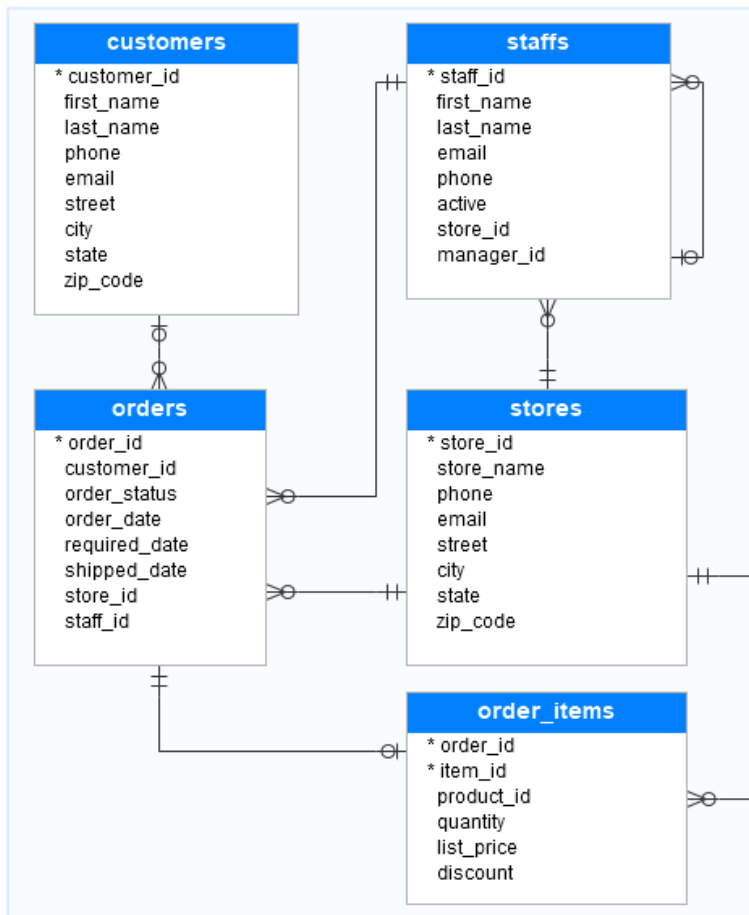 customers
* customer_id
first_name
last_name
phone
email
street
city
state
zip_code
staffs
* staff_id
first_name
last_name
email
phone
active
store_id
manager_id
orders
* order_id
customer_id
order_status
order_date
required_date
shipped_date
store_id
staff_id
stores
* store_id
store_name
phone
email
street
city
state
zip_code
order_items
* order_id
* item_id
product_id
quantity
list_price
discount